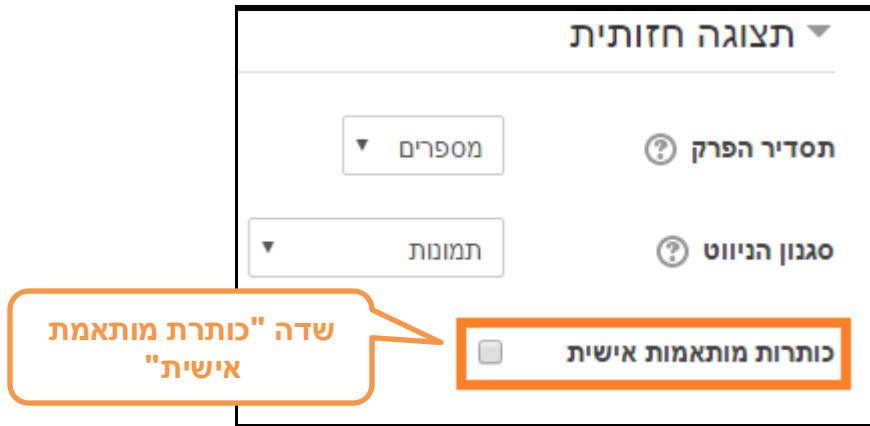 תצוגה חזותית
תסדיר הפרק
מספרים
סגנון הניווט
תמונות
כותרות מותאמות אישית
שדה "כותרת מותאמת
אישית"